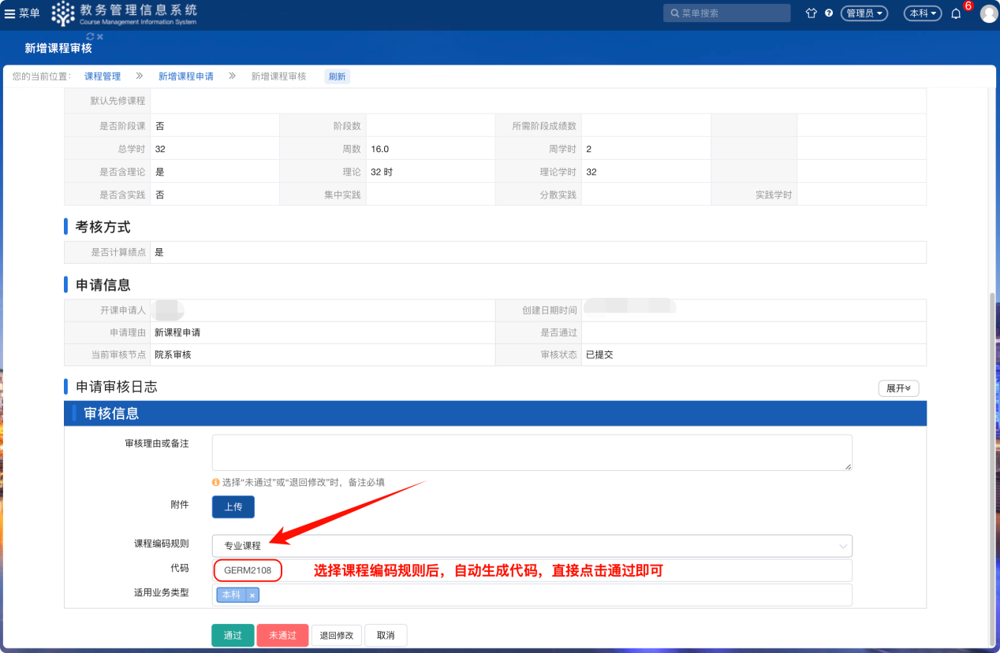 菜单 教务管理信息系统 菜单搜索 管理员 本科 6
Course Management Information System
新增课程审核
您的当前位置: 课程管理 新增课程申请 新增课程审核 刷新
默认先修课程
是否阶段课 否 阶段数 所需阶段成绩数
总学时 32 周数 16.0 周学时 2
是否含理论 是 理论 32 时 理论学时 32
是否含实践 否 集中实践 分散实践 实践学时
考核方式
是否计算绩点 是
申请信息
开课申请人 创建日期时间
申请理由 新课程申请 是否通过
当前审核节点 院系审核 审核状态 已提交
申请审核日志 展开
审核信息
审核理由或备注
选择“未通过”或“退回修改”时，备注必填
附件 上传
课程编码规则 专业课程
代码 GERM2108 选择课程编码规则后，自动生成代码，直接点击通过即可
适用业务类型 本科 ×
通过 未通过 退回修改 取消